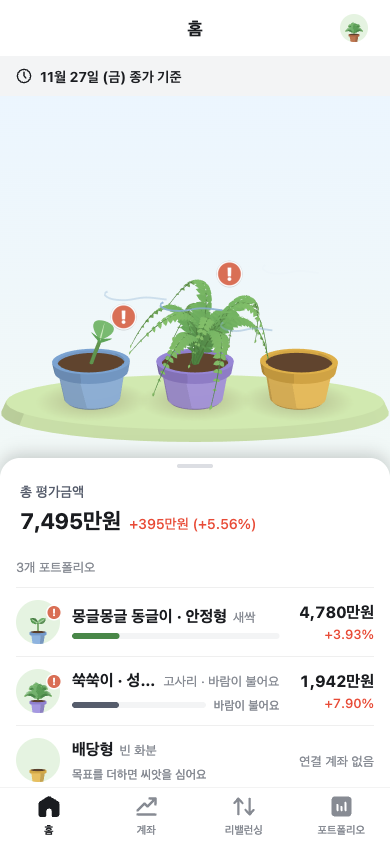 홈
11월 27일 (금) 종가 기준
총 평가금액
7,495만원 +395만원 (+5.56%)
3개 포트폴리오
몽글몽글 동글이 · 안정형 새싹 4,780만원
+3.93%
쑥쑥이 · 성... 고사리 · 바람이 불어요 1,942만원
바람이 불어요 +7.90%
배당형 빈 화분 연결 계좌 없음
목표를 더하면 씨앗을 심어요
홈 계좌 리밸런싱 포트폴리오